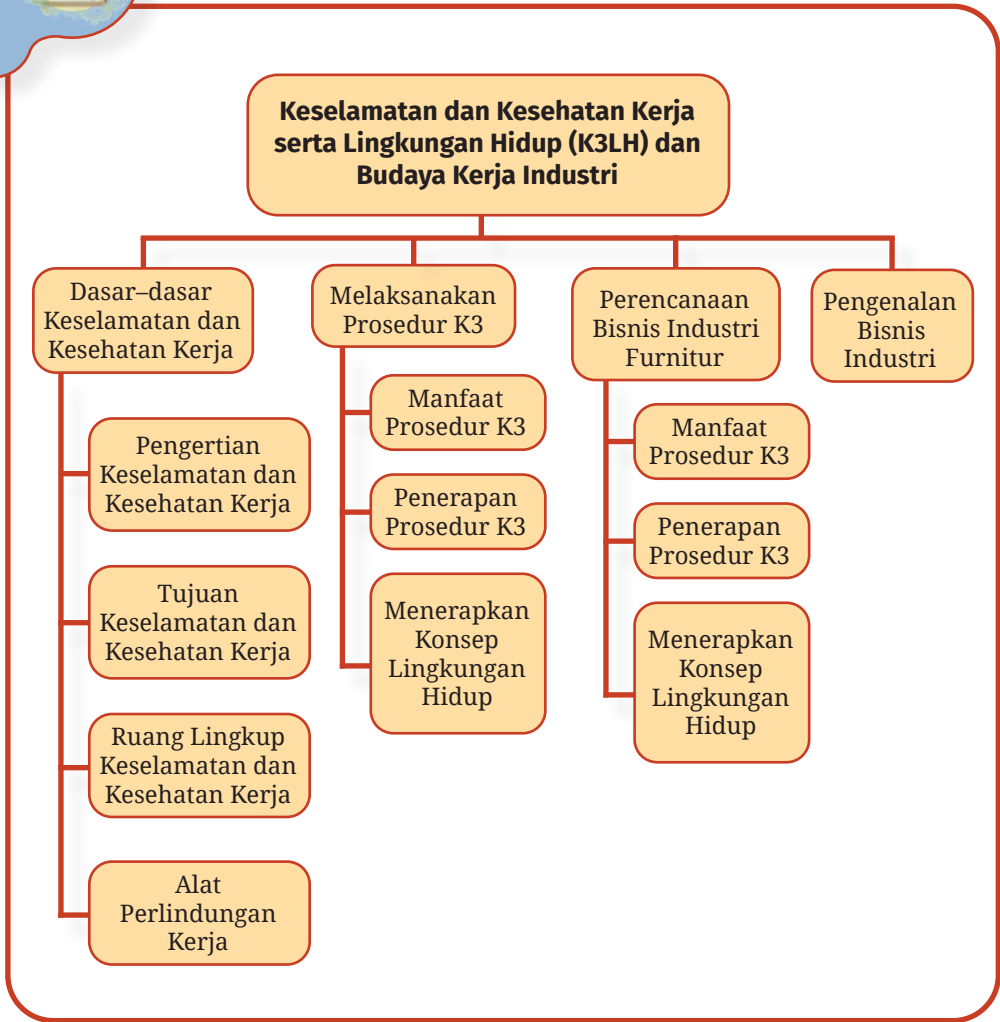 Keselamatan dan Kesehatan Kerja
serta Lingkungan Hidup (K3LH) dan
Budaya Kerja Industri
Dasar–dasar
Keselamatan dan
Kesehatan Kerja
Pengertian
Keselamatan dan
Kesehatan Kerja
Tujuan
Keselamatan dan
Kesehatan Kerja
Ruang Lingkup
Keselamatan dan
Kesehatan Kerja
Alat
Perlindungan
Kerja
Melaksanakan
Prosedur K3
Manfaat
Prosedur K3
Penerapan
Prosedur K3
Menerapkan
Konsep
Lingkungan
Hidup
Perencanaan
Bisnis Industri
Furnitur
Manfaat
Prosedur K3
Penerapan
Prosedur K3
Menerapkan
Konsep
Lingkungan
Hidup
Pengenalan
Bisnis
Industri